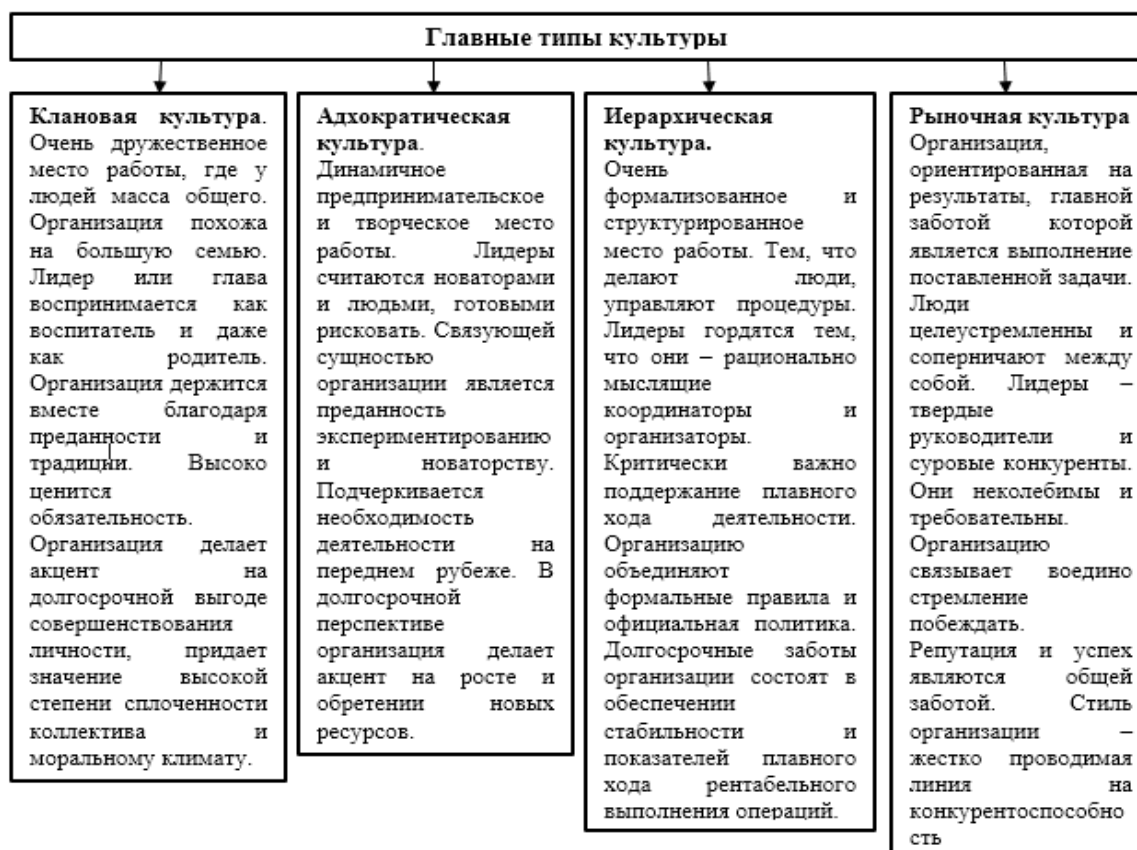 Главные типы культуры
Клановая культура.
Очень дружественное
место работы, где у
людей масса общего.
Организация похожа
на большую семью.
Лидер или глава
воспринимается как
воспитатель и даже
как родитель.
Организация держится
вместе благодаря
преданности и
традиции. Высоко
ценится
обязательность.
Организация делает
акцент на
долгосрочной выгоде
совершенствования
личности, придает
значение высокой
степени сплоченности
коллектива и
моральному климату.
Адхократическая
культура.
Динамичное
предпринимательское
и творческое место
работы. Лидеры
считаются новаторами
и людьми, готовыми
рисковать. Связующей
сущностью
организации является
преданность
экспериментированию
и новаторству.
Подчеркивается
необходимость
деятельности на
переднем рубеже. В
долгосрочной
перспективе
организация делает
акцент на росте и
обретении новых
ресурсов.
Иерархическая
культура.
Очень
формализованное и
структурированное
место работы. Тем, что
делают люди,
управляют процедуры.
Лидеры гордятся тем,
что они – рационально
мыслящие
координаторы и
организаторы.
Критически важно
поддержание плавного
хода деятельности.
Организацию
объединяют
формальные правила и
официальная политика.
Долгосрочные заботы
организации состоят в
обеспечении
стабильности и
показателей плавного
хода рентабельного
выполнения операций.
Рыночная культура
Организация,
ориентированная на
результаты, главной
заботой которой
является выполнение
поставленной задачи.
Люди
целеустремленны и
соперничают между
собой. Лидеры –
твердые
руководители и
суровые конкуренты.
Они неколебимы и
требовательны.
Организацию
связывает воедино
стремление
побеждать.
Репутация и успех
являются общей
заботой. Стиль
организации –
жестко проводимая
линия на
конкурентоспособно
сть